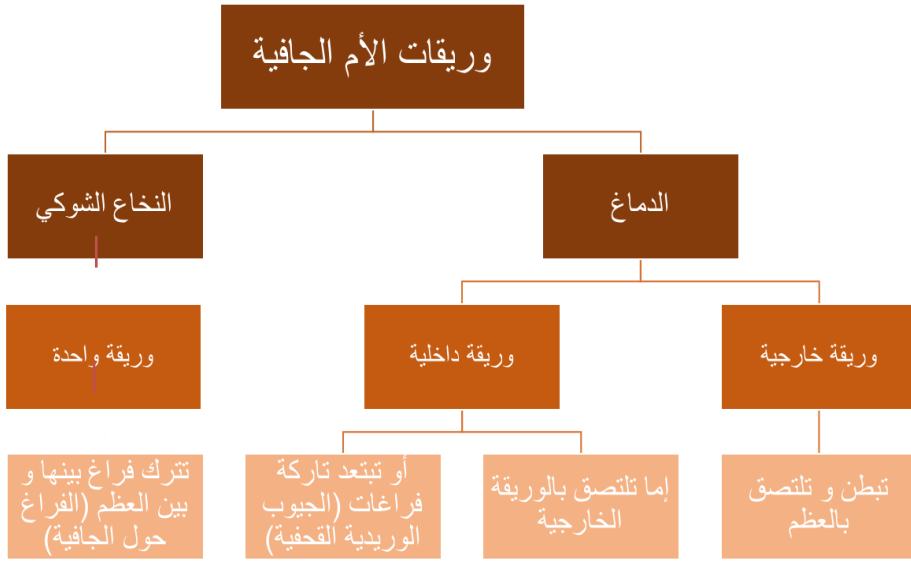 وريقات الأم الجافية
الدماغ
النخاع الشوكي
وريقة خارجية
وريقة داخلية
وريقة واحدة
تبطن و تلتصق
بالعظم
إما تلتصق بالوريقة
الخارجية
أو تبتعد تاركة
فراغات (الجيوب
الوريدية القحفية)
تترك فراغ بينها و
بين العظم (الفراغ
حول الجافية)